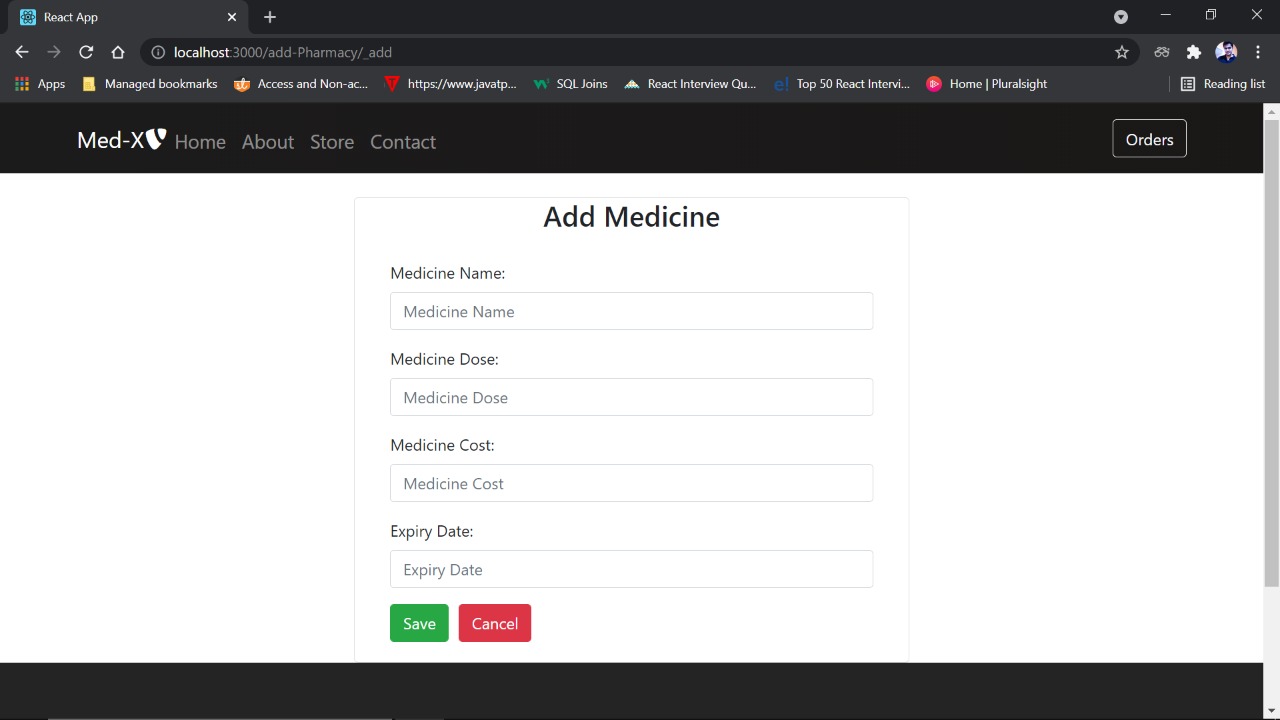 React App
localhost:3000/add-Pharmacy/_add
Apps Managed bookmarks Access and Non-ac... https://www.javatp... SQL Joins React Interview Qu... e! Top 50 React Intervi... Home | Pluralsight Reading list
Med-X Home About Store Contact Orders
Add Medicine
Medicine Name:
Medicine Name
Medicine Dose:
Medicine Dose
Medicine Cost:
Medicine Cost
Expiry Date:
Expiry Date
Save Cancel